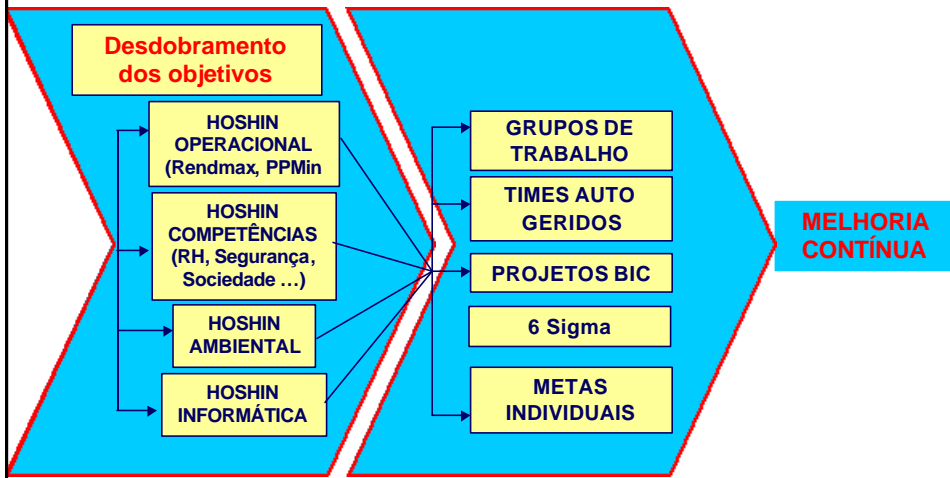 Desdobramento
dos objetivos
HOSHIN
OPERACIONAL
(Rendmax, PPMin
HOSHIN
COMPETÊNCIAS
(RH, Segurança,
Sociedade ...)
HOSHIN
AMBIENTAL
HOSHIN
INFORMÁTICA
GRUPOS DE
TRABALHO
TIMES AUTO
GERIDOS
PROJETOS BIC
6 Sigma
METAS
INDIVIDUAIS
MELHORIA
CONTÍNUA